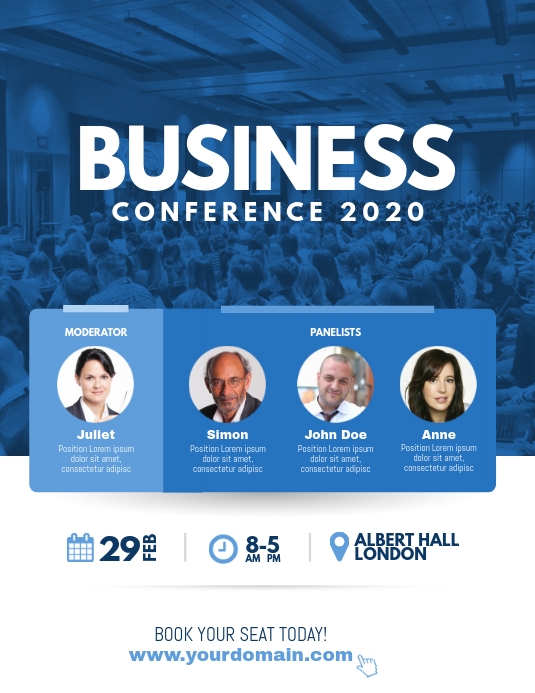 BUSINESS
CONFERENCE 2020
MODERATOR
PANELISTS
Juliet
Position Lorem ipsum
dolor sit amet,
consectetur adipisc
Simon
Position Lorem ipsum
dolor sit amet,
consectetur adipisc
John Doe
Position Lorem ipsum
dolor sit amet,
consectetur adipisc
Anne
Position Lorem ipsum
dolor sit amet,
consectetur adipisc
29 FEB
8-5
AM PM
ALBERT HALL
LONDON
BOOK YOUR SEAT TODAY!
www.yourdomain.com